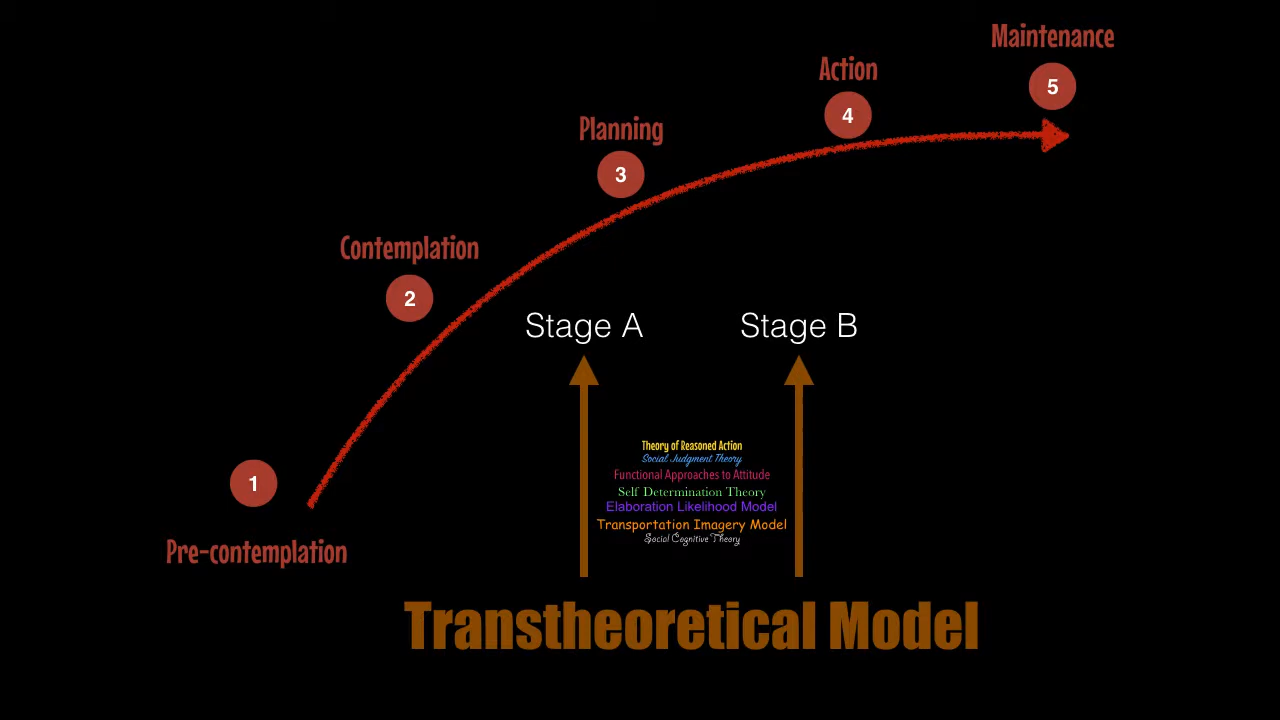 Maintenance
5
Action
4
Planning
3
Contemplation
2
Stage A
Stage B
Theory of Reasoned Action
Social Judgment Theory
Functional Approaches to Attitude
Self Determination Theory
Elaboration Likelihood Model
Transportation Imagery Model
Social Cognitive Theory
1
Pre-contemplation
Transtheoretical Model